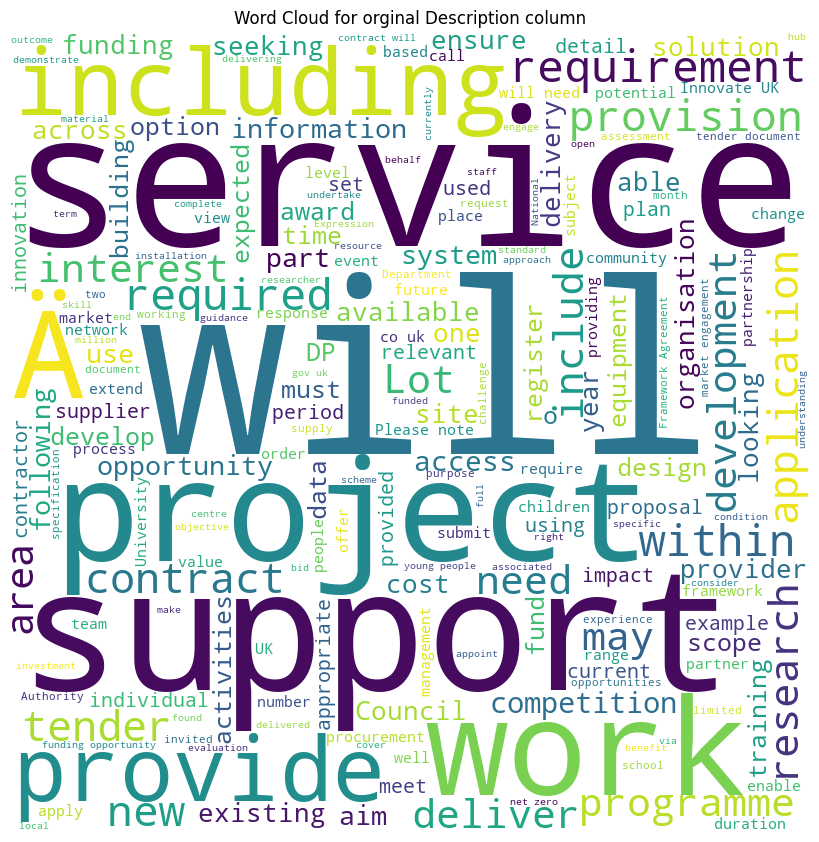 Word Cloud for orginal Description column
outcome
funding
seeking
contract will
based
ensure
call
detail
solution
hub
demonstrate
delivering
including
requirement
currently
will need
potential
Innovate UK
material
across
option
information
engage
provision
assessment
tender document
service
building
expected
behalf
level
set
used
staff
open
delivery
able
innovation
term
complete
view
undertake
award
request
place
National
subject
plan
month
change
time
Expression
installation
part
event
resource
system
standard
approach
community
interest
researcher
Department
future
include
organisation
partnership
Ä
will
skill
two
market
required
available
working
guidance
response
co uk
one
register
providing
Framework Agreement
market engagement
development
application
network
million
end
use
gov uk
DP
relevant
year
equipment
looking
document
extend
must
Lot
challenge
funded
following
supplier
period
site
o
understanding
develop
supply
Please note
process
order
contractor
specification
opportunity
access
purpose
require
design
project
scheme
data
full
children
proposal
condition
University
centre
objective
people
offer
provided
submit
using
specific
within
value
bid
right
area
contract
young people
associated
cost
need
impact
provider
consider
framework
support
make
fund
may
experience
example
research
team
activities
UK
appropriate
management
appoint
range
scope
investment
current
partner
Authority
individual
number
Council
competition
opportunities
limited
training
tender
found
delivered
procurement
work
funding opportunity
invited
evaluation
cover
well
benefit
via
school
provide
meet
enable
net zero
apply
new
existing
aim
deliver
programme
local
duration